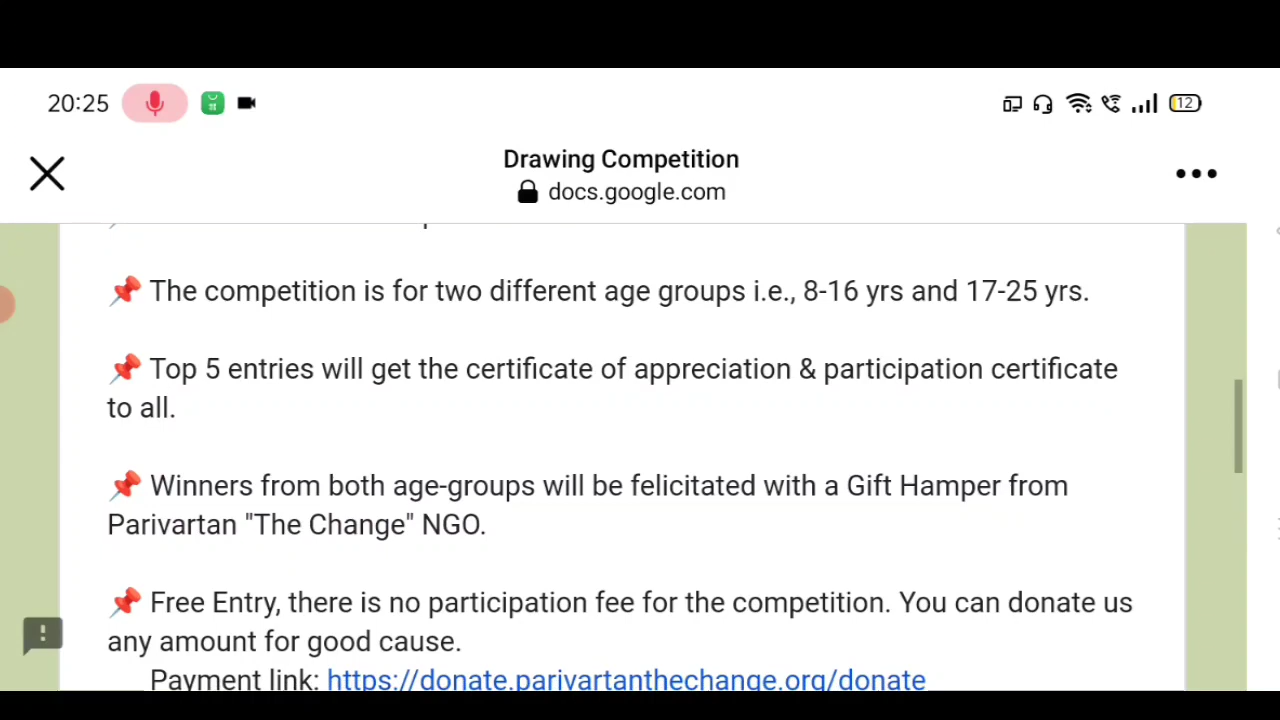 20:25
12
Drawing Competition
docs.google.com
📌 The competition is for two different age groups i.e., 8-16 yrs and 17-25 yrs.
📌 Top 5 entries will get the certificate of appreciation & participation certificate
to all.
📌 Winners from both age-groups will be felicitated with a Gift Hamper from
Parivartan "The Change" NGO.
📌 Free Entry, there is no participation fee for the competition. You can donate us
any amount for good cause.
Payment link: https://donate.parivartanthechange.org/donate